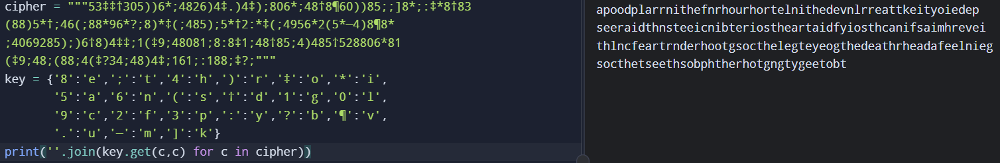 cipher = """53‡‡†305))6*;4826)4‡.)4‡);806*;48†8¶60))85;;]8*;:‡*8†83
(88)5*†;46(;88*96*?;8)*‡(;485);5*†2:*‡(;4956*2(5*—4)8¶8*
;4069285);)6†8)4‡‡;1(‡9;48081;8:8‡1;48†85;4)485†528806*81
(‡9;48;(88;4(‡?34;48)4‡;161;:188;‡?;"""
key = {'8':'e',';':'t','4':'h',')':'r','‡':'o','*':'i',
'5':'a','6':'n','(':'s','†':'d','1':'g','0':'l',
'9':'c','2':'f','3':'p',':':'y','?':'b','¶':'v',
'.':'u','—':'m',']':'k'}
print(''.join(key.get(c,c) for c in cipher))
apoodplarrnithefnrhourhortelnithedevnlrreattkeityoiedep
seeraidthnsteeicnibteriostheartaidfyiosthcanifsaimhrevei
thlncfeartrnderhootgsocthelegteyeogthedeathrheadafeelnieg
socthetseethsobphtherhotgngtygeetobt